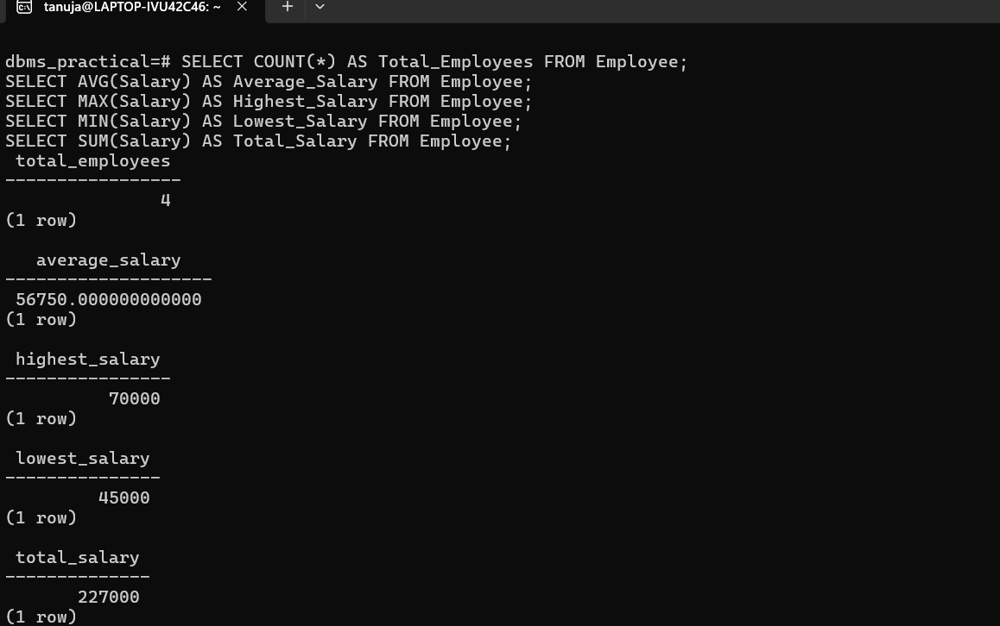 tanuja@LAPTOP-IVU42C46: ~
dbms_practical=# SELECT COUNT(*) AS Total_Employees FROM Employee;
SELECT AVG(Salary) AS Average_Salary FROM Employee;
SELECT MAX(Salary) AS Highest_Salary FROM Employee;
SELECT MIN(Salary) AS Lowest_Salary FROM Employee;
SELECT SUM(Salary) AS Total_Salary FROM Employee;
 total_employees
-----------------
               4
(1 row)

   average_salary
--------------------
 56750.000000000000
(1 row)

 highest_salary
----------------
          70000
(1 row)

 lowest_salary
---------------
         45000
(1 row)

 total_salary
--------------
       227000
(1 row)